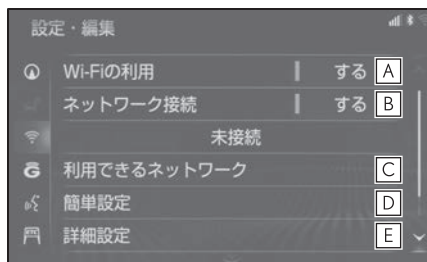 設定・編集
Wi-Fiの利用 する A
ネットワーク接続 する B
未接続
利用できるネットワーク C
G
簡単設定 D
詳細設定 E